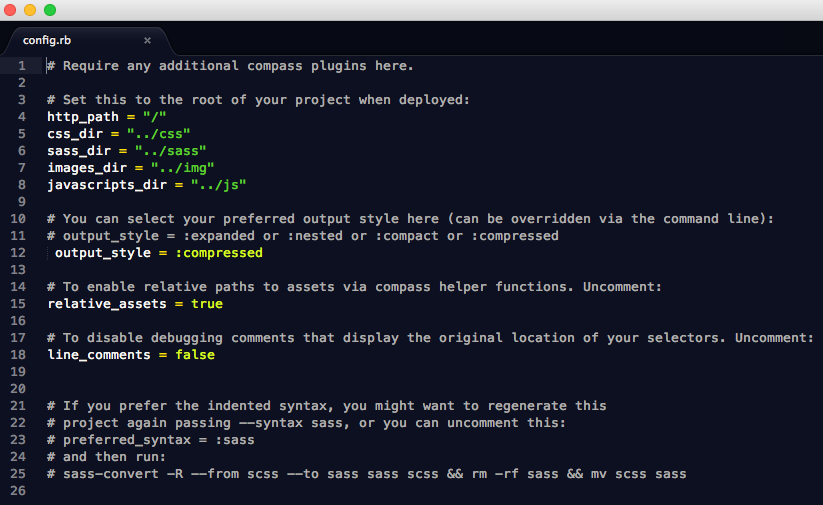 config.rb ×
1 # Require any additional compass plugins here.
2
3 # Set this to the root of your project when deployed:
4 http_path = "/"
5 css_dir = "../css"
6 sass_dir = "../sass"
7 images_dir = "../img"
8 javascripts_dir = "../js"
9
10 # You can select your preferred output style here (can be overridden via the command line):
11 # output_style = :expanded or :nested or :compact or :compressed
12  output_style = :compressed
13
14 # To enable relative paths to assets via compass helper functions. Uncomment:
15 relative_assets = true
16
17 # To disable debugging comments that display the original location of your selectors. Uncomment:
18 line_comments = false
19
20
21 # If you prefer the indented syntax, you might want to regenerate this
22 # project again passing --syntax sass, or you can uncomment this:
23 # preferred_syntax = :sass
24 # and then run:
25 # sass-convert -R --from scss --to sass sass scss && rm -rf sass && mv scss sass
26